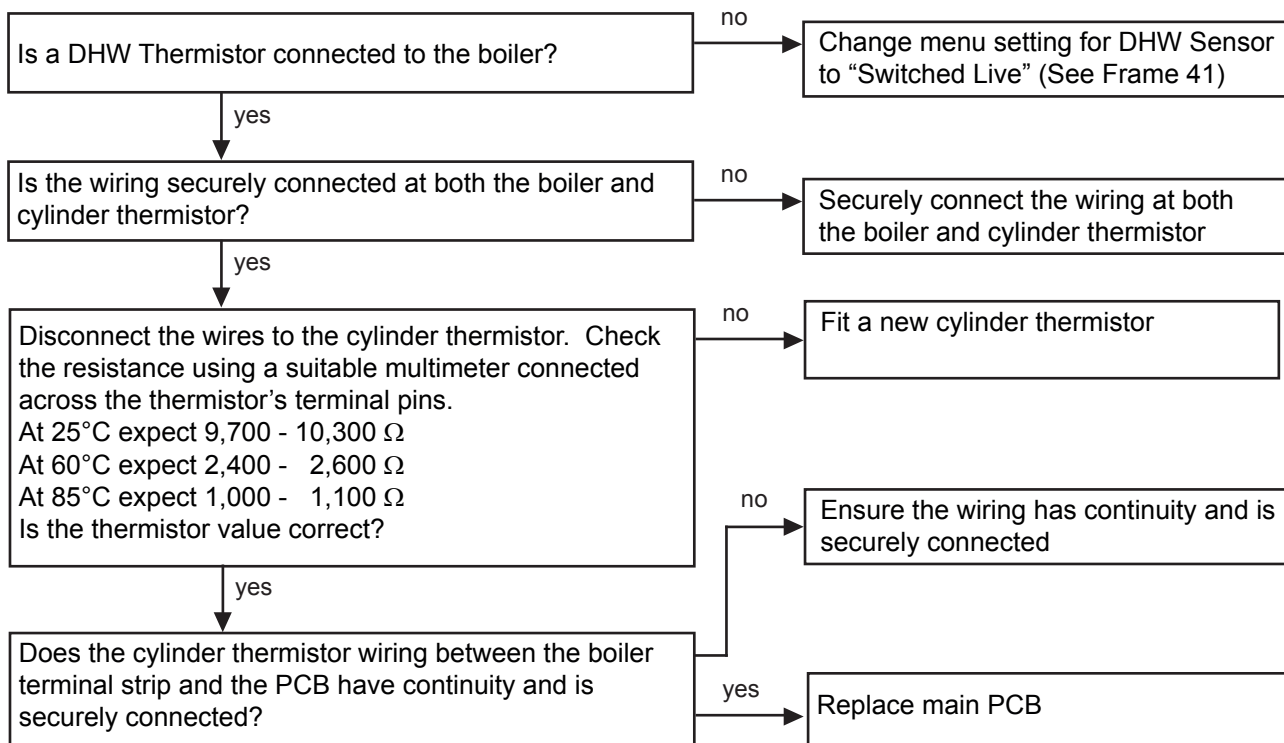 Is a DHW Thermistor connected to the boiler?
no
Change menu setting for DHW Sensor
to “Switched Live” (See Frame 41)
yes
Is the wiring securely connected at both the boiler and
cylinder thermistor?
no
Securely connect the wiring at both
the boiler and cylinder thermistor
yes
Disconnect the wires to the cylinder thermistor.  Check
the resistance using a suitable multimeter connected
across the thermistor’s terminal pins.
At 25°C expect 9,700 - 10,300 Ω
At 60°C expect 2,400 -   2,600 Ω
At 85°C expect 1,000 -   1,100 Ω
Is the thermistor value correct?
no
Fit a new cylinder thermistor
yes
Does the cylinder thermistor wiring between the boiler
terminal strip and the PCB have continuity and is
securely connected?
no
Ensure the wiring has continuity and is
securely connected
yes
Replace main PCB